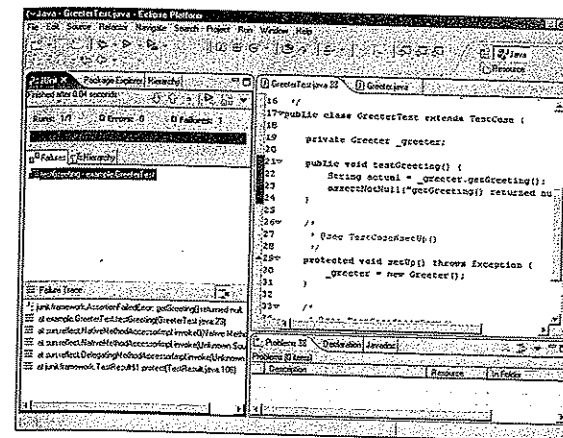 Java - GreeterTest.java - Eclipse Platform
File Edit Source Refactor Navigate Search Project Run Window Help
Java
Resource
JUnit Package Explorer Hierarchy
Finished after 0.04 seconds
Runs: 1/1 Errors: 0 Failures: 1
Failures Hierarchy
testGreeting - example.GreeterTest
Failure Trace
junit.framework.AssertionFailedError: getGreeting() returned null
at example.GreeterTest.testGreeting(GreeterTest.java:23)
at sun.reflect.NativeMethodAccessorImpl.invoke0(Native Metho
at sun.reflect.NativeMethodAccessorImpl.invoke(Unknown Sou
at sun.reflect.DelegatingMethodAccessorImpl.invoke(Unknown
at junit.framework.TestResult$1.protect(TestResult.java:106)
GreeterTest.java Greeter.java
16 */
17 public class GreeterTest extends TestCase {
18
19 private Greeter _greeter;
20
21 public void testGreeting() {
22 String actual = _greeter.getGreeting();
23 assertNotNull("getGreeting() returned nu
24 }
25
26 /*
27 * @see TestCase#setUp()
28 */
29 protected void setUp() throws Exception {
30 _greeter = new Greeter();
31 }
32
33 /*
Problems Declaration Javadoc
Problems (0 items)
Description Resource In Folder